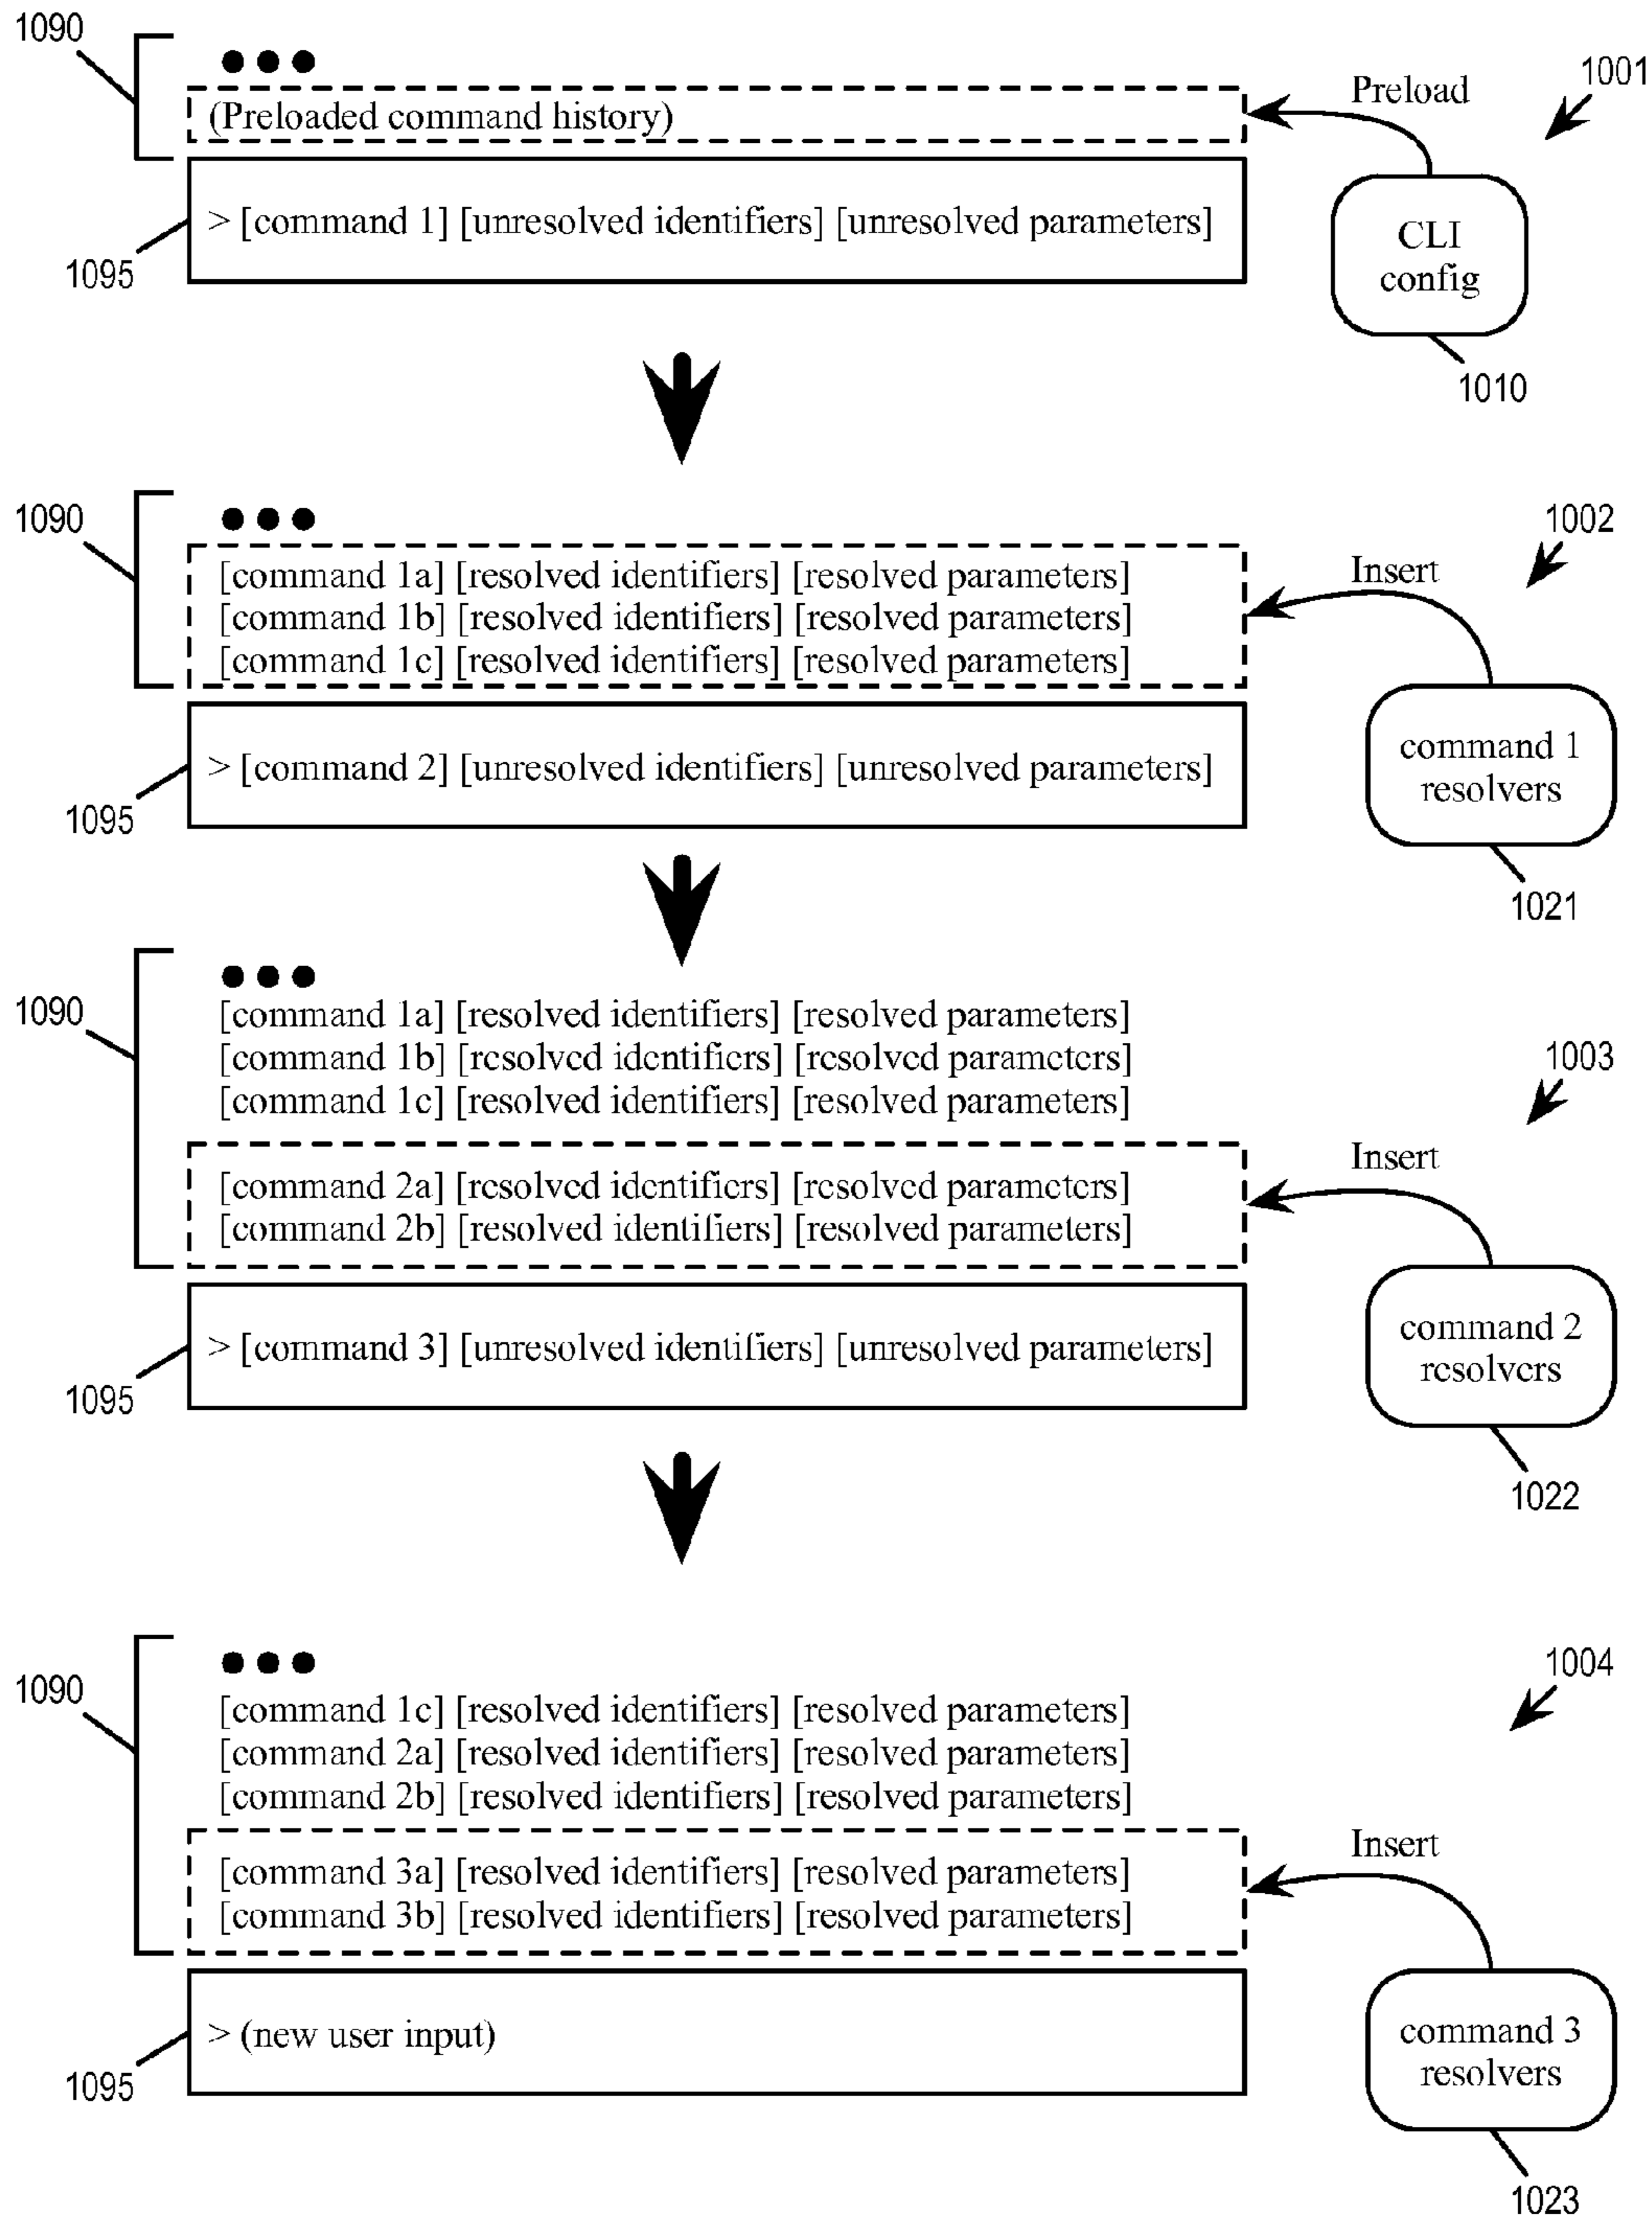 1090
1001
Preload
(Preloaded command history)
> [command 1] [unresolved identifiers] [unresolved parameters]
CLI
config
1095
1010
1090
1002
Insert
[command 1a] [resolved identifiers] [resolved parameters]
[command 1b] [resolved identifiers] [resolved parameters]
[command 1c] [resolved identifiers] [resolved parameters]
> [command 2] [unresolved identifiers] [unresolved parameters]
command 1
resolvers
1095
1021
1090
[command 1a] [resolved identifiers] [resolved parameters]
[command 1b] [resolved identifiers] [resolved parameters]
[command 1c] [resolved identifiers] [resolved parameters]
1003
Insert
[command 2a] [resolved identifiers] [resolved parameters]
[command 2b] [resolved identifiers] [resolved parameters]
> [command 3] [unresolved identifiers] [unresolved parameters]
command 2
resolvers
1095
1022
1090
1004
[command 1c] [resolved identifiers] [resolved parameters]
[command 2a] [resolved identifiers] [resolved parameters]
[command 2b] [resolved identifiers] [resolved parameters]
Insert
[command 3a] [resolved identifiers] [resolved parameters]
[command 3b] [resolved identifiers] [resolved parameters]
> (new user input)
command 3
resolvers
1095
1023